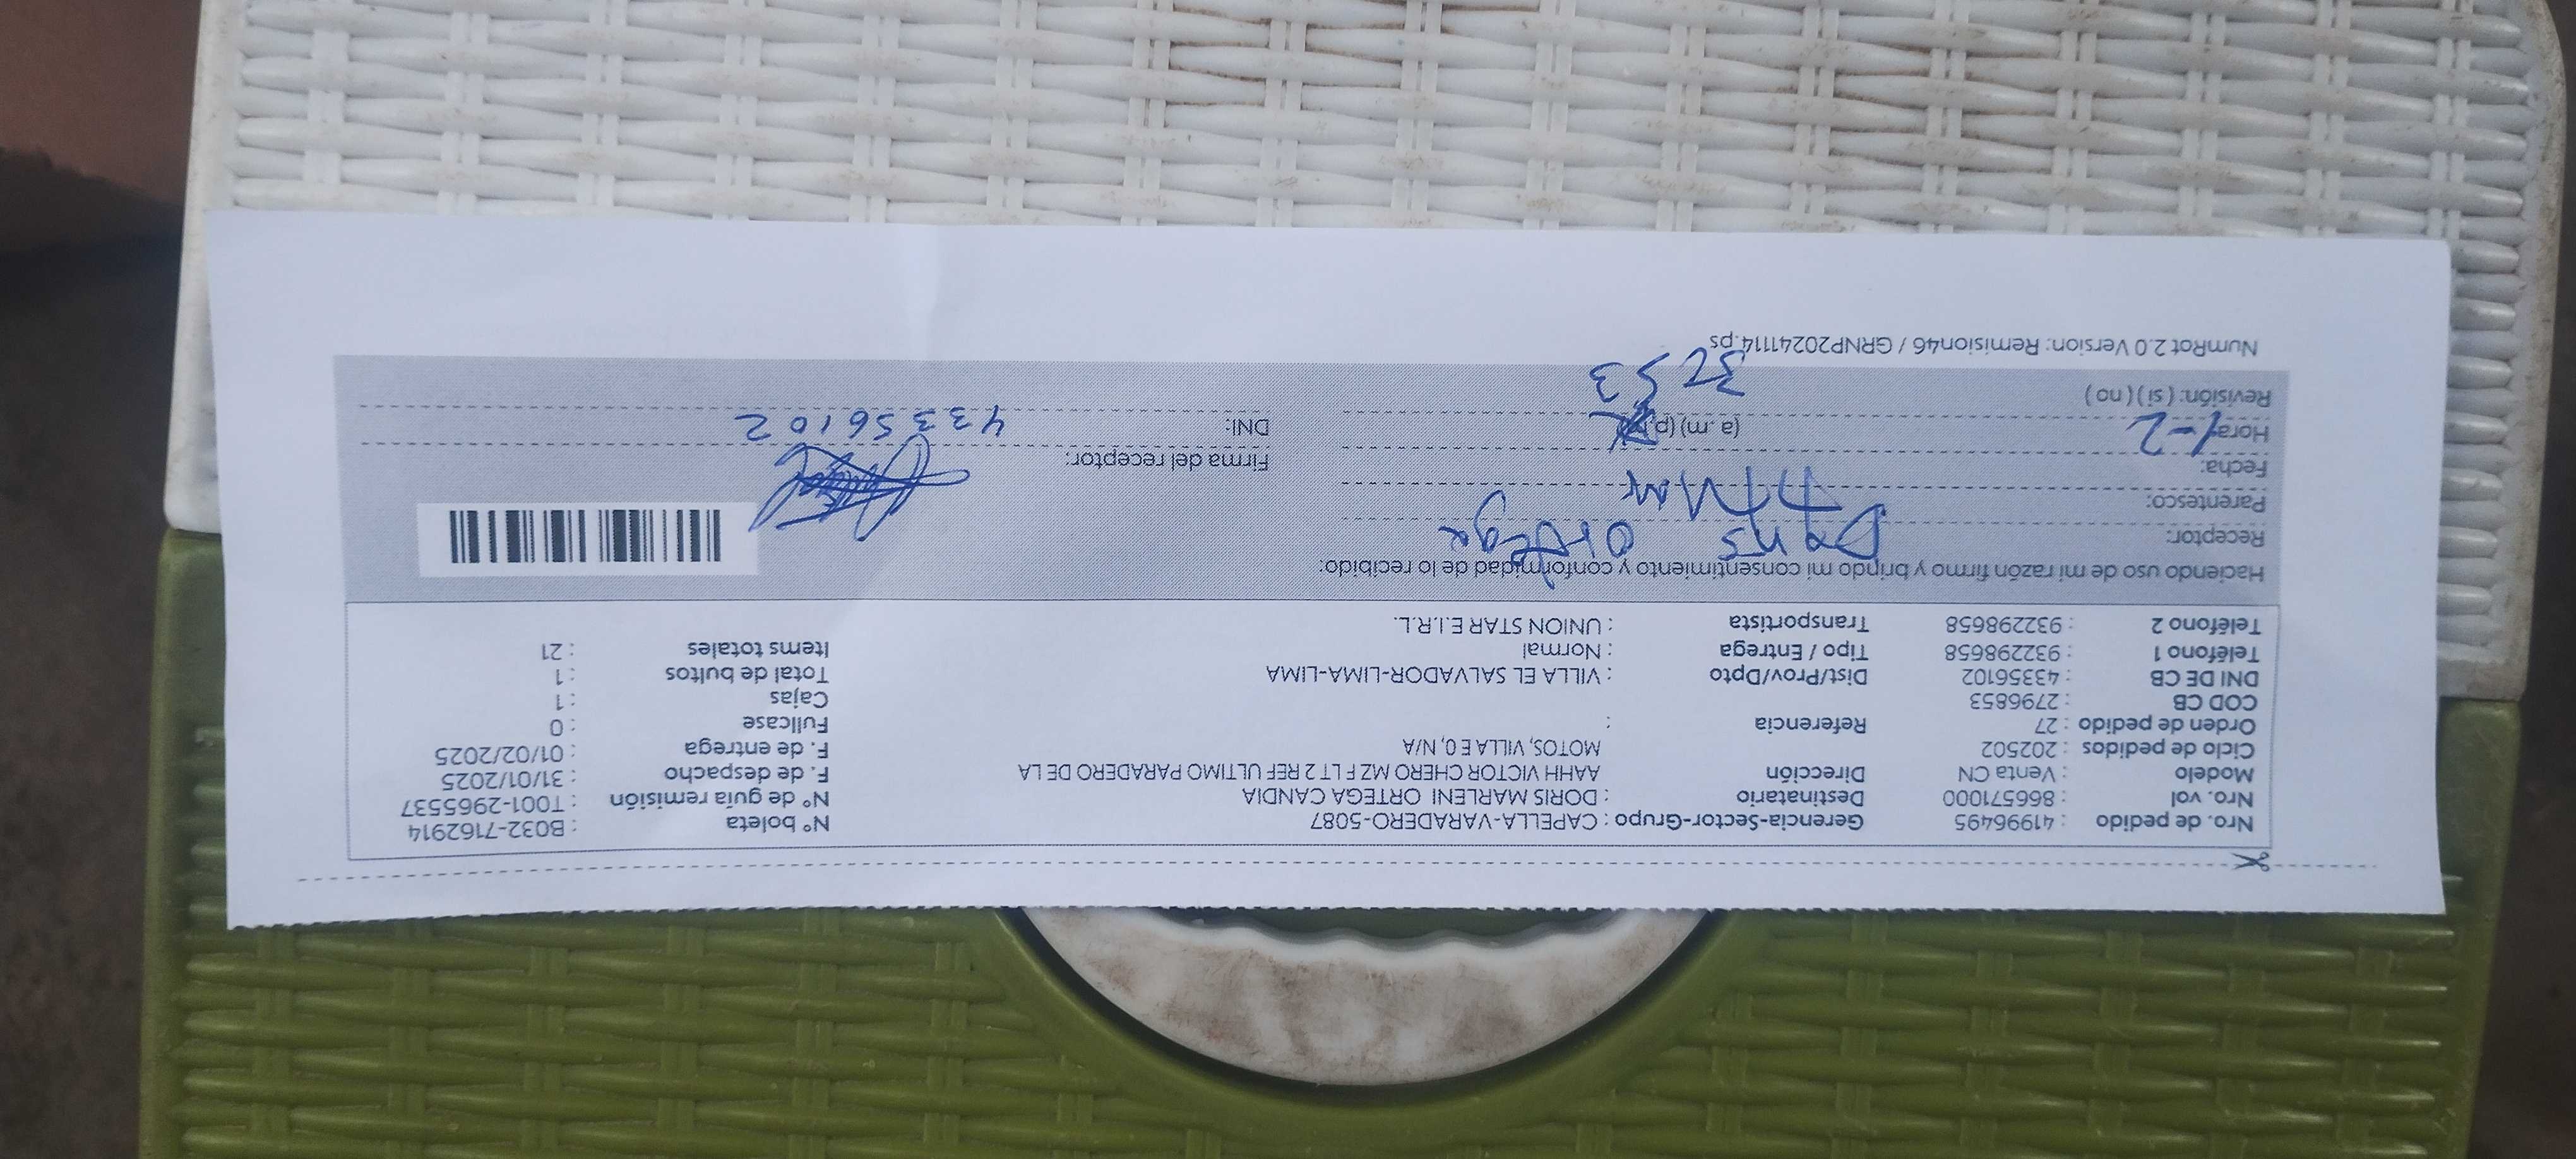 Nro. de pedido : 41996495 Gerencia-Sector-Grupo : CAPELLA-VARADERO-5087 N° boleta : B032-7162914
Nro. vol : 866571000 Destinatario : DORIS MARLENI ORTEGA CANDIA N° de guía remisión : T001-2965537
Modelo : Venta CN Dirección AAHH VICTOR CHERO MZ F LT 2 REF ULTIMO PARADERO DE LA F. de despacho : 31/01/2025
Ciclo de pedidos : 202502 MOTOS, VILLA E 0, N/A F. de entrega : 01/02/2025
Orden de pedido : 27 Referencia : Fullcase : 0
COD CB : 2796853 Cajas : 1
DNI DE CB : 43356102 Dist/Prov/Dpto : VILLA EL SALVADOR-LIMA-LIMA Total de bultos : 1
Teléfono 1 : 932298658 Tipo / Entrega : Normal Items totales : 21
Teléfono 2 : 932298658 Transportista : UNION STAR E.I.R.L.
Haciendo uso de mi razón firmo y brindo mi consentimiento y conformidad de lo recibido:
Receptor: Ortega
Parentesco:
Fecha: Firma del receptor:
Hora: 1-2 (a. m) (p. m) DNI: 43356102
Revisión: ( si ) ( no )
NumRot 2.0 Version: Remision46 / GRNP20241114.ps